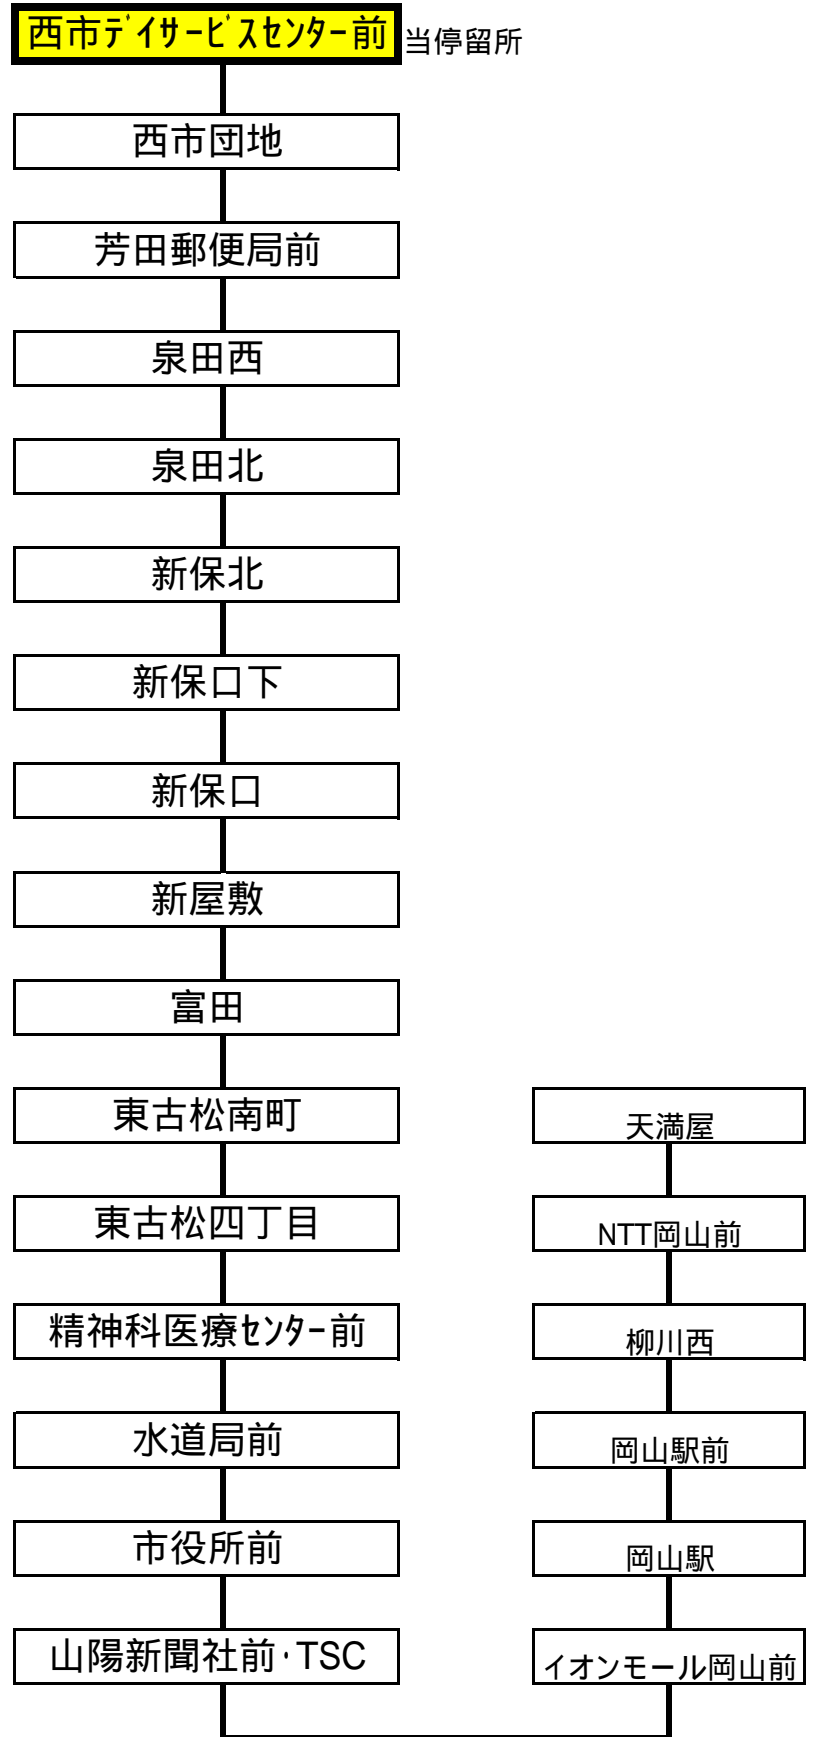 西市ﾃﾞｲｻｰﾋﾞｽｾﾝﾀｰ前 当停留所
西市団地
芳田郵便局前
泉田西
泉田北
新保北
新保口下
新保口
新屋敷
富田
東古松南町
東古松四丁目
精神科医療ｾﾝﾀｰ前
水道局前
市役所前
山陽新聞社前･TSC
イオンモール岡山前
岡山駅
岡山駅前
柳川西
NTT岡山前
天満屋